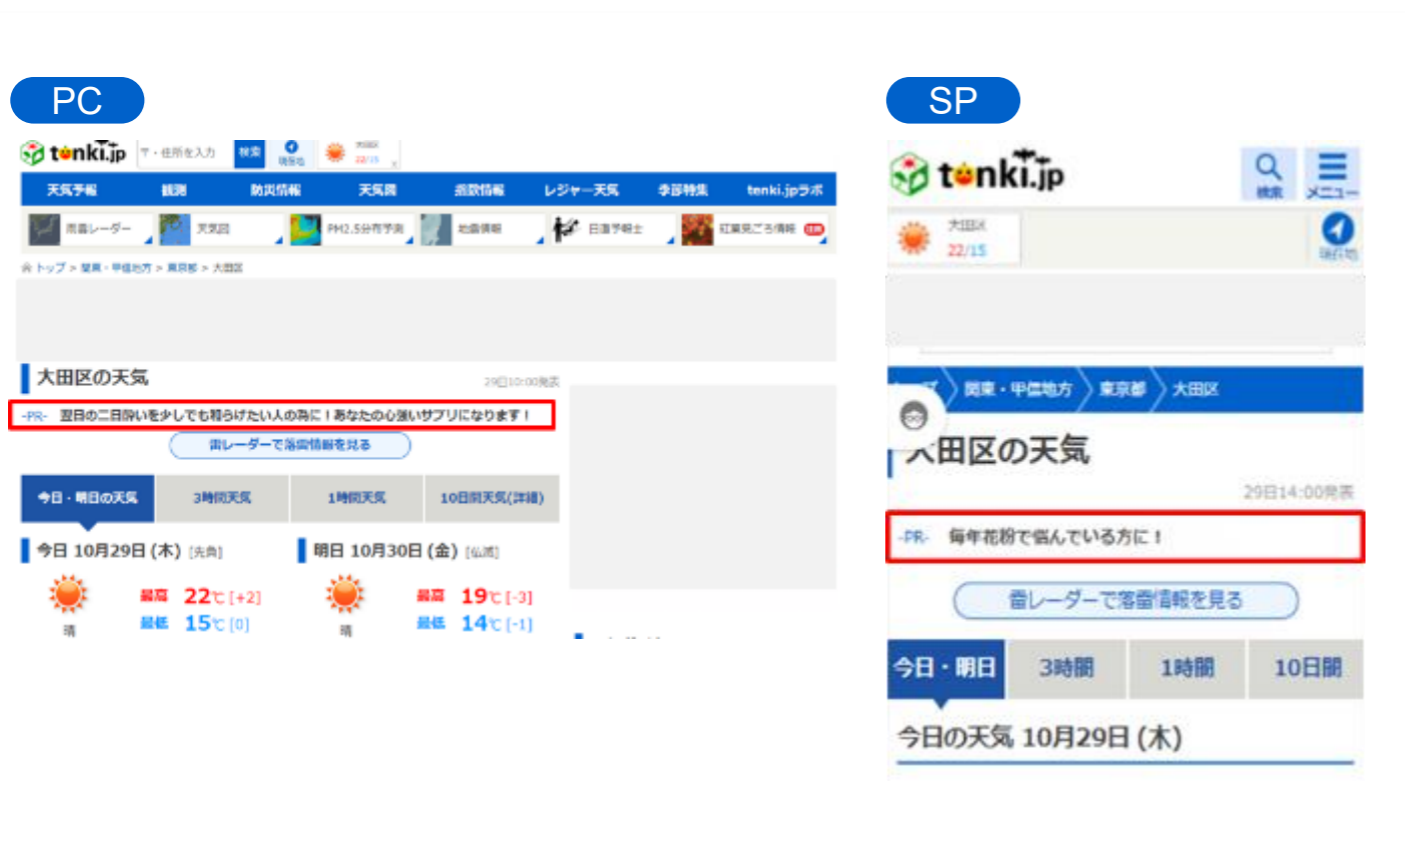 PC
tenki.jp
〒・住所を入力
検索
現在地
大田区
22/15
x
天気予報 観測 防災情報 天気図 指数情報 レジャー天気 季節特集 tenki.jpラボ
雨雲レーダー 天気図 PM2.5分布予測 地震情報 日直予報士 紅葉見ごろ情報
トップ > 関東・甲信地方 > 東京都 > 大田区
大田区の天気
29日10:00発表
-PR- 翌日の二日酔いを少しでも和らげたい人の為に！あなたの心強いサプリになります！
雷レーダーで落雷情報を見る
今日・明日の天気 3時間天気 1時間天気 10日間天気(詳細)
今日 10月29日 (木) [先負]
明日 10月30日 (金) [仏滅]
晴
最高 22℃ [+2]
最低 15℃ [0]
晴
最高 19℃ [-3]
最低 14℃ [-1]
SP
tenki.jp
検索
メニュー
大田区
22/15
現在地
関東・甲信地方 東京都 大田区
大田区の天気
29日14:00発表
-PR- 毎年花粉で悩んでいる方に！
雷レーダーで落雷情報を見る
今日・明日 3時間 1時間 10日間
今日の天気 10月29日 (木)